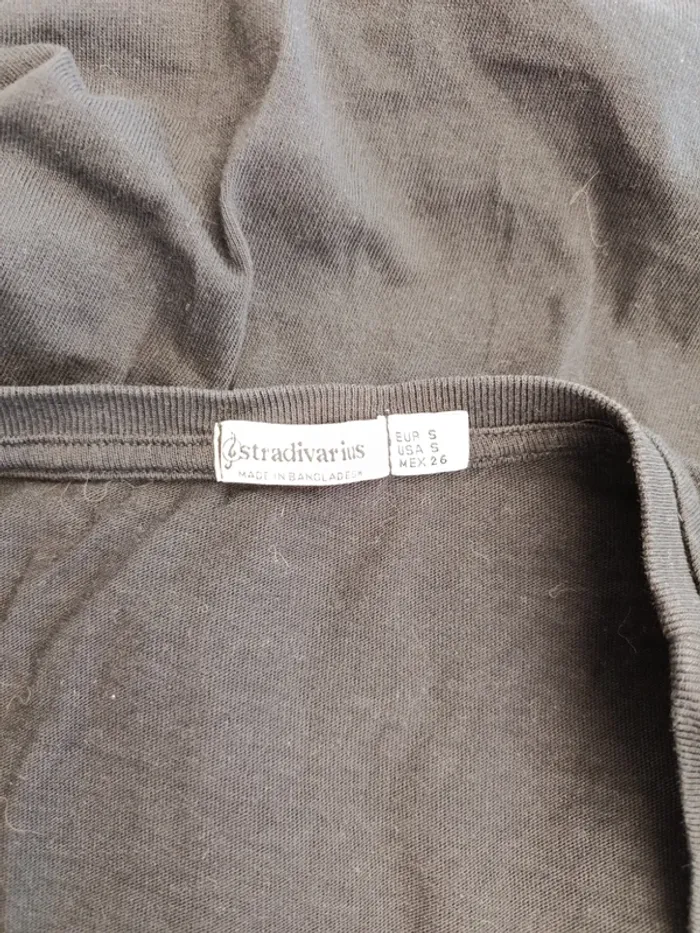 stradivarius
MADE IN BANGLADESH
EUR S
USA S
MEX 26